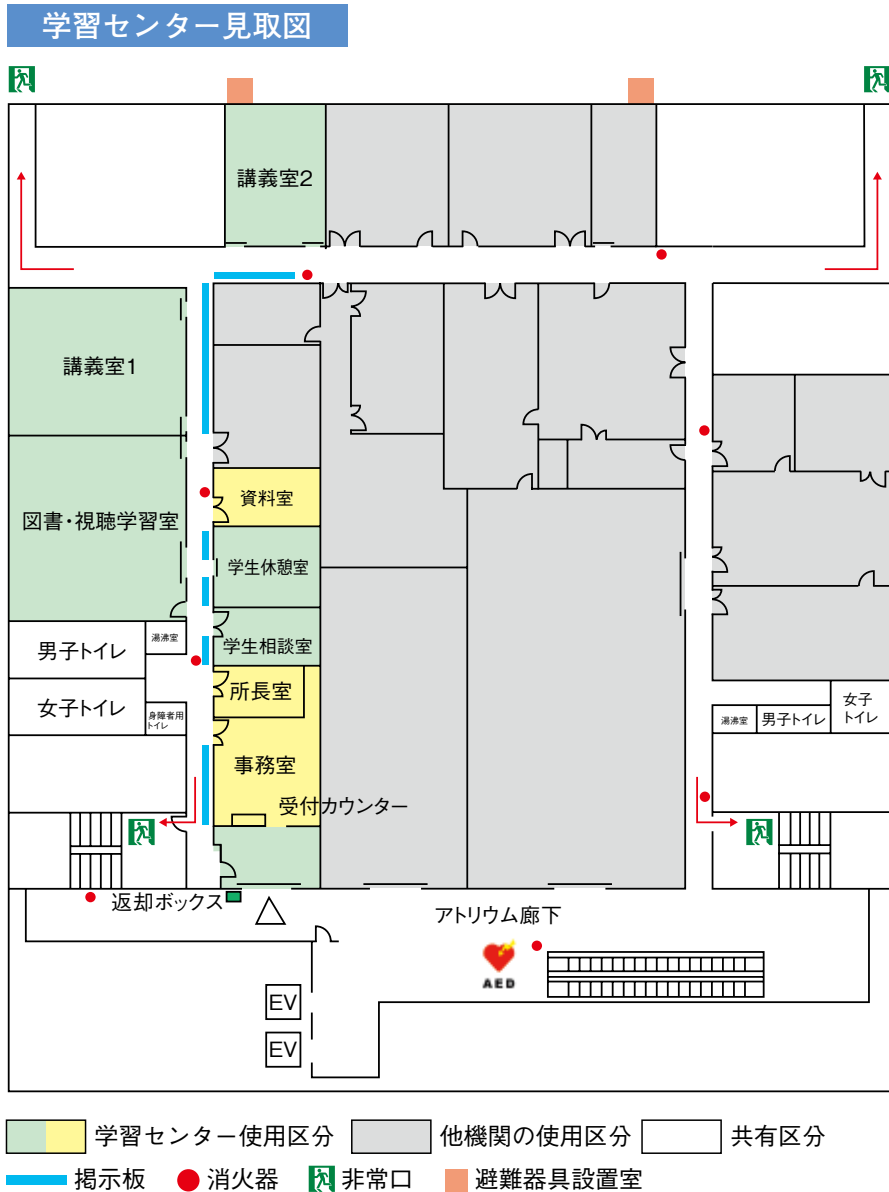 学習センター見取図
講義室2
講義室1
資料室
図書・視聴学習室
学生休憩室
学生相談室
湯沸室
男子トイレ
所長室
女子トイレ
身障者用
トイレ
女子
トイレ
湯沸室
男子トイレ
事務室
受付カウンター
返却ボックス
アトリウム廊下
AED
EV
EV
学習センター使用区分
他機関の使用区分
共有区分
掲示板
消火器
非常口
避難器具設置室